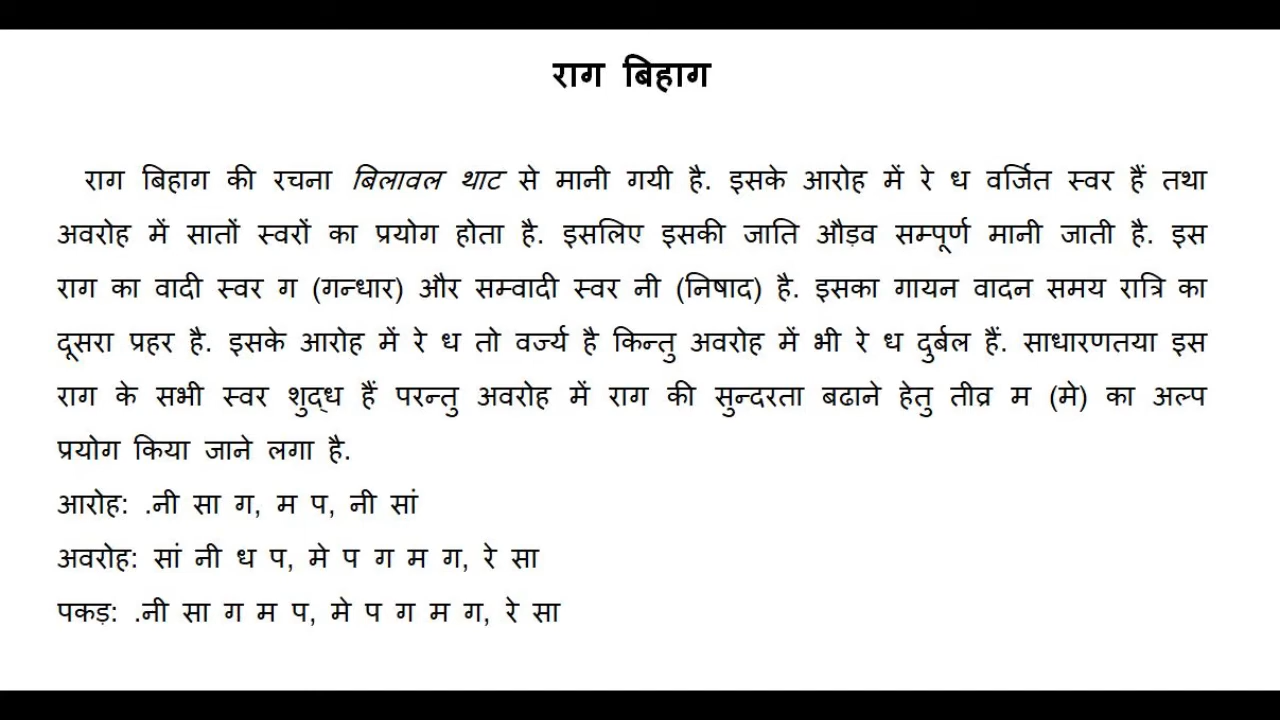 राग बिहाग
राग बिहाग की रचना बिलावल थाट से मानी गयी है. इसके आरोह में रे ध वर्जित स्वर हैं तथा
अवरोह में सातों स्वरों का प्रयोग होता है. इसलिए इसकी जाति औड़व सम्पूर्ण मानी जाती है. इस
राग का वादी स्वर ग (गन्धार) और सम्वादी स्वर नी (निषाद) है. इसका गायन वादन समय रात्रि का
दूसरा प्रहर है. इसके आरोह में रे ध तो वर्ज्य है किन्तु अवरोह में भी रे ध दुर्बल हैं. साधारणतया इस
राग के सभी स्वर शुद्ध हैं परन्तु अवरोह में राग की सुन्दरता बढाने हेतु तीव्र म (मे) का अल्प
प्रयोग किया जाने लगा है.
आरोह: .नी सा ग, म प, नी सां
अवरोह: सां नी ध प, मे प ग म ग, रे सा
पकड़: .नी सा ग म प, मे प ग म ग, रे सा